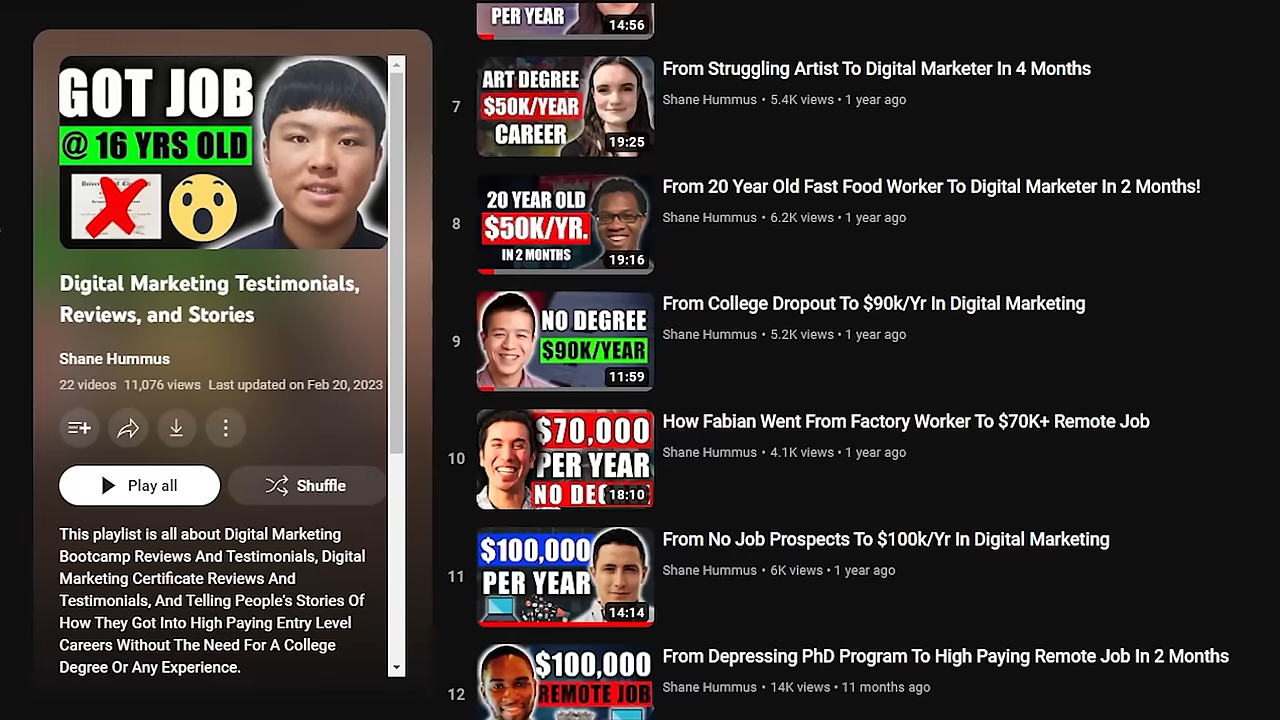 GOT JOB
@ 16 YRS OLD
Digital Marketing Testimonials,
Reviews, and Stories
Shane Hummus
22 videos 11,076 views Last updated on Feb 20, 2023
Play all
Shuffle
This playlist is all about Digital Marketing
Bootcamp Reviews And Testimonials, Digital
Marketing Certificate Reviews And
Testimonials, And Telling People's Stories Of
How They Got Into High Paying Entry Level
Careers Without The Need For A College
Degree Or Any Experience.
PER YEAR
14:56
7
ART DEGREE
$50K/YEAR
CAREER
19:25
From Struggling Artist To Digital Marketer In 4 Months
Shane Hummus • 5.4K views • 1 year ago
8
20 YEAR OLD
$50K/YR.
IN 2 MONTHS
19:16
From 20 Year Old Fast Food Worker To Digital Marketer In 2 Months!
Shane Hummus • 6.2K views • 1 year ago
9
NO DEGREE
$90K/YEAR
11:59
From College Dropout To $90k/Yr In Digital Marketing
Shane Hummus • 5.2K views • 1 year ago
10
$70,000
PER YEAR
NO DEG
18:10
How Fabian Went From Factory Worker To $70K+ Remote Job
Shane Hummus • 4.1K views • 1 year ago
11
$100,000
PER YEAR
14:14
From No Job Prospects To $100k/Yr In Digital Marketing
Shane Hummus • 6K views • 1 year ago
12
$100,000
REMOTE JOB
From Depressing PhD Program To High Paying Remote Job In 2 Months
Shane Hummus • 14K views • 11 months ago